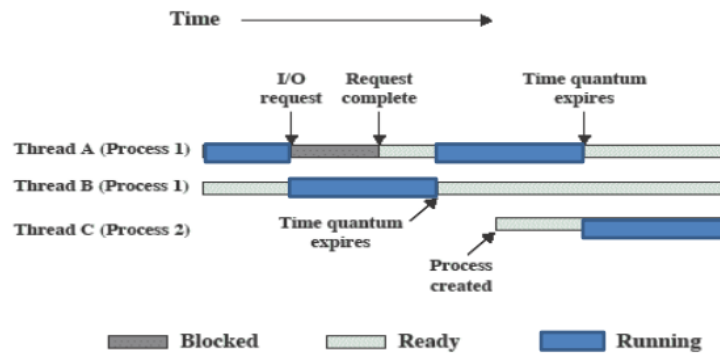 Time
I/O
request
Request
complete
Time quantum
expires
Thread A (Process 1)
Thread B (Process 1)
Time quantum
expires
Thread C (Process 2)
Process
created
Blocked
Ready
Running